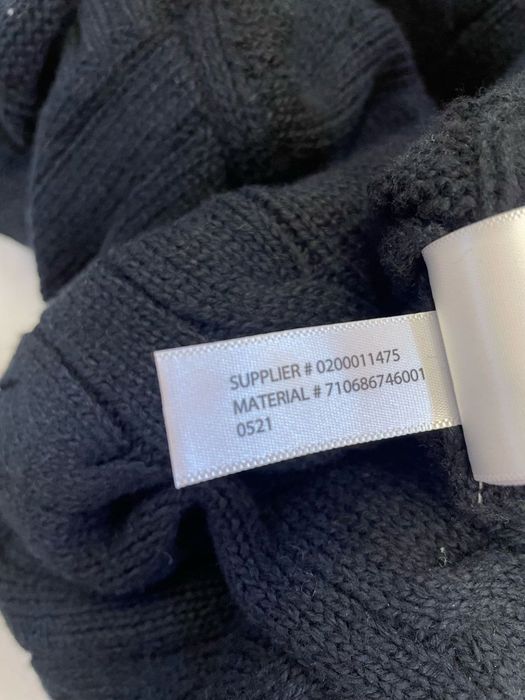 SUPPLIER # 0200011475
MATERIAL # 710686746001
0521